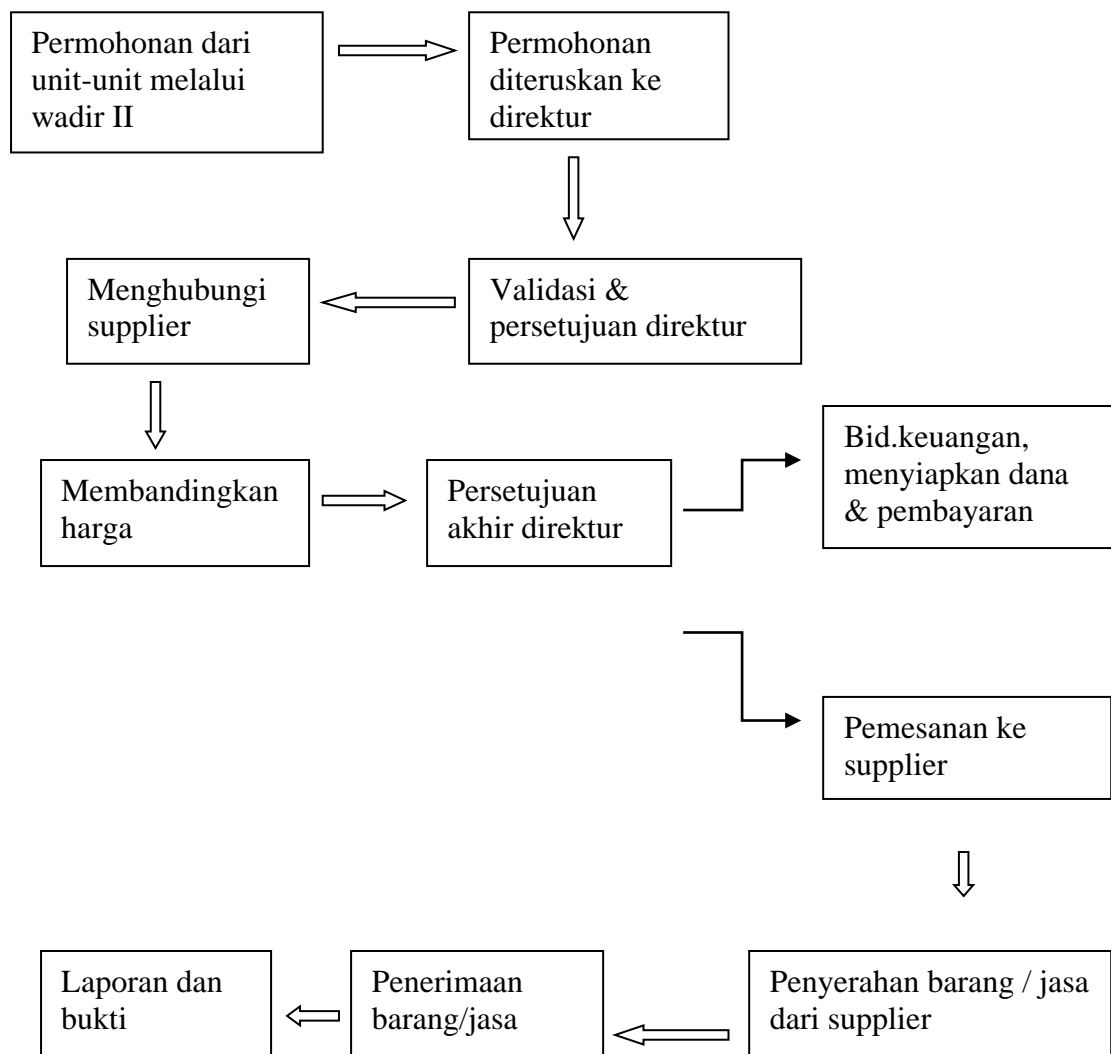 Permohonan dari
unit-unit melalui
wadir II
Permohonan
diteruskan ke
direktur
Validasi &
persetujuan direktur
Menghubungi
supplier
Membandingkan
harga
Persetujuan
akhir direktur
Bid.keuangan,
menyiapkan dana
& pembayaran
Pemesanan ke
supplier
Penyerahan barang / jasa
dari supplier
Penerimaan
barang/jasa
Laporan dan
bukti